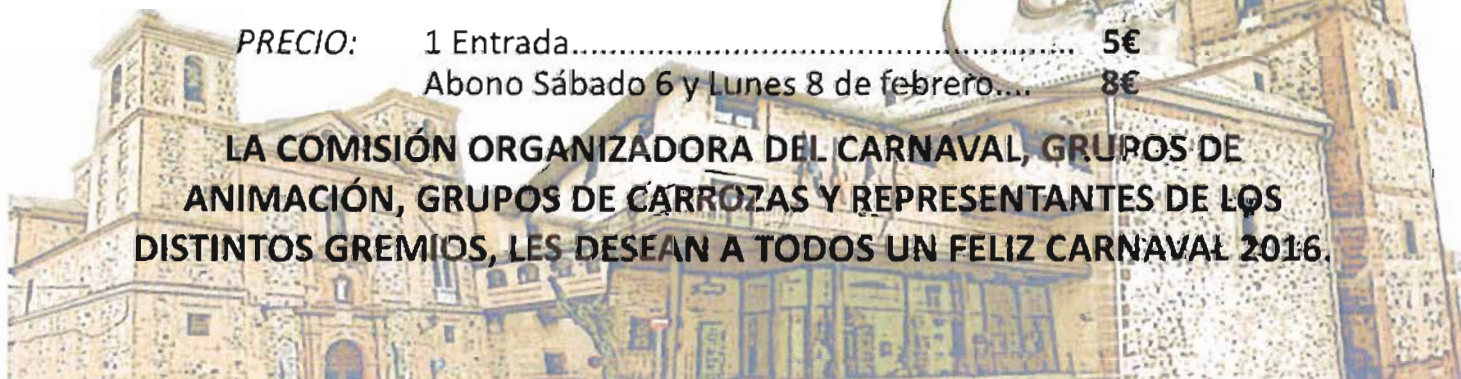 PRECIO: 1 Entrada.................................................... 5€
Abono Sábado 6 y Lunes 8 de febrero.... 8€
LA COMISIÓN ORGANIZADORA DEL CARNAVAL, GRUPOS DE
ANIMACIÓN, GRUPOS DE CARROZAS Y REPRESENTANTES DE LOS
DISTINTOS GREMIOS, LES DESEAN A TODOS UN FELIZ CARNAVAL 2016.